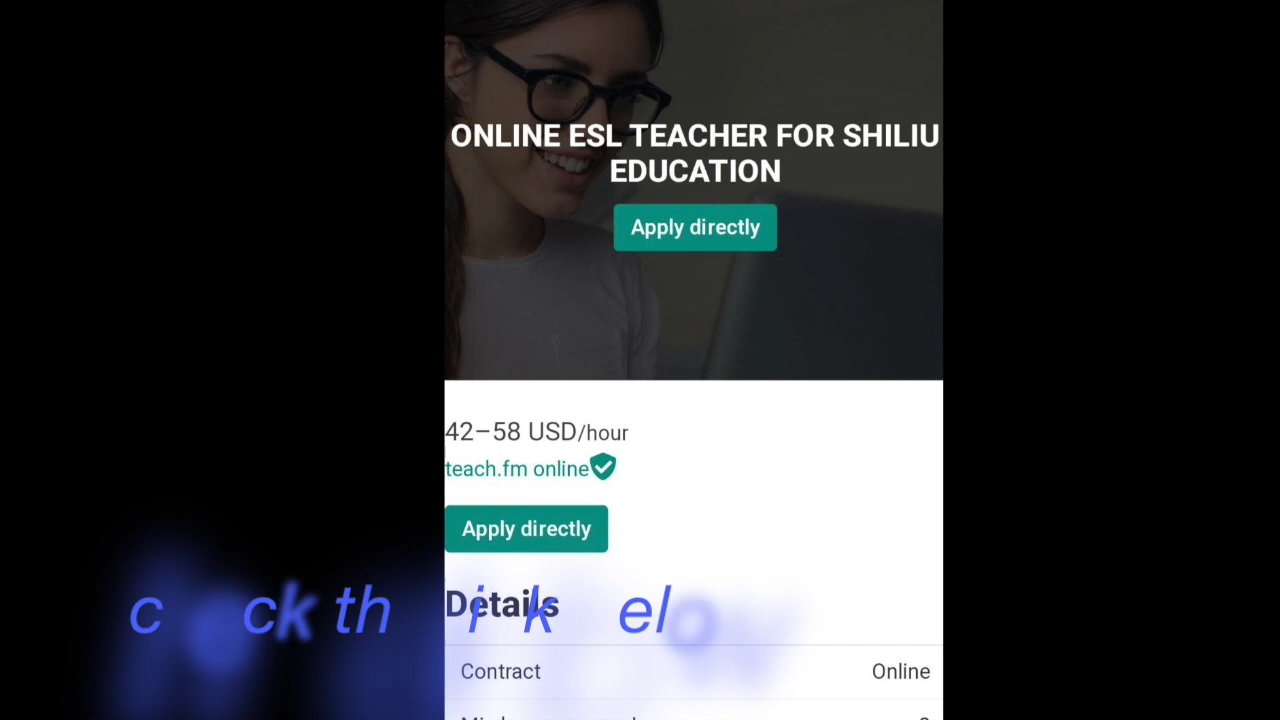 ONLINE ESL TEACHER FOR SHILIU
EDUCATION
Apply directly
42–58 USD/hour
teach.fm online
Apply directly
Details
Contract Online